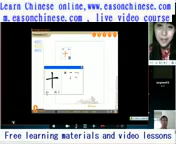 Learn Chinese online,www.easonchinese.com
m.easonchinese.com , live video course
Free learning materials and video lessons